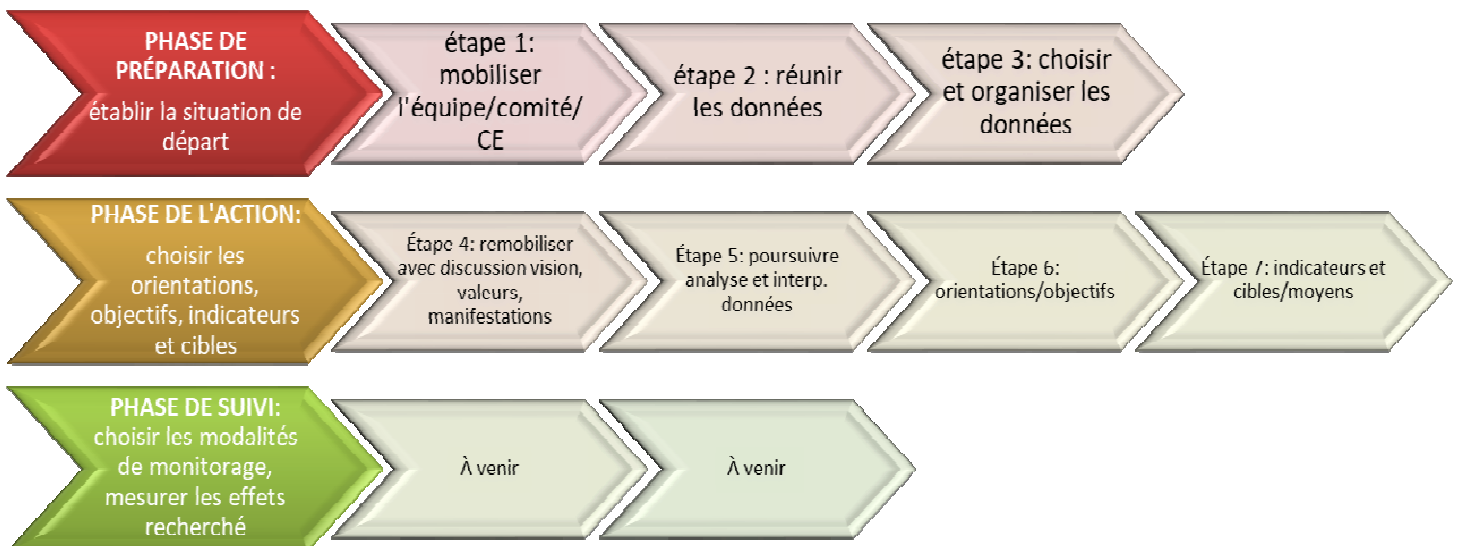 PHASE DE
PRÉPARATION :
établir la situation de
départ
étape 1:
mobiliser
l'équipe/comité/
CE
étape 2 : réunir
les données
étape 3: choisir
et organiser les
données
PHASE DE L'ACTION:
choisir les
orientations,
objectifs, indicateurs
et cibles
Étape 4: remobiliser
avec discussion vision,
valeurs,
manifestations
Étape 5: poursuivre
analyse et interp.
données
Étape 6:
orientations/objectifs
Étape 7: indicateurs et
cibles/moyens
PHASE DE SUIVI:
choisir les modalités
de monitorage,
mesurer les effets
recherché
À venir
À venir